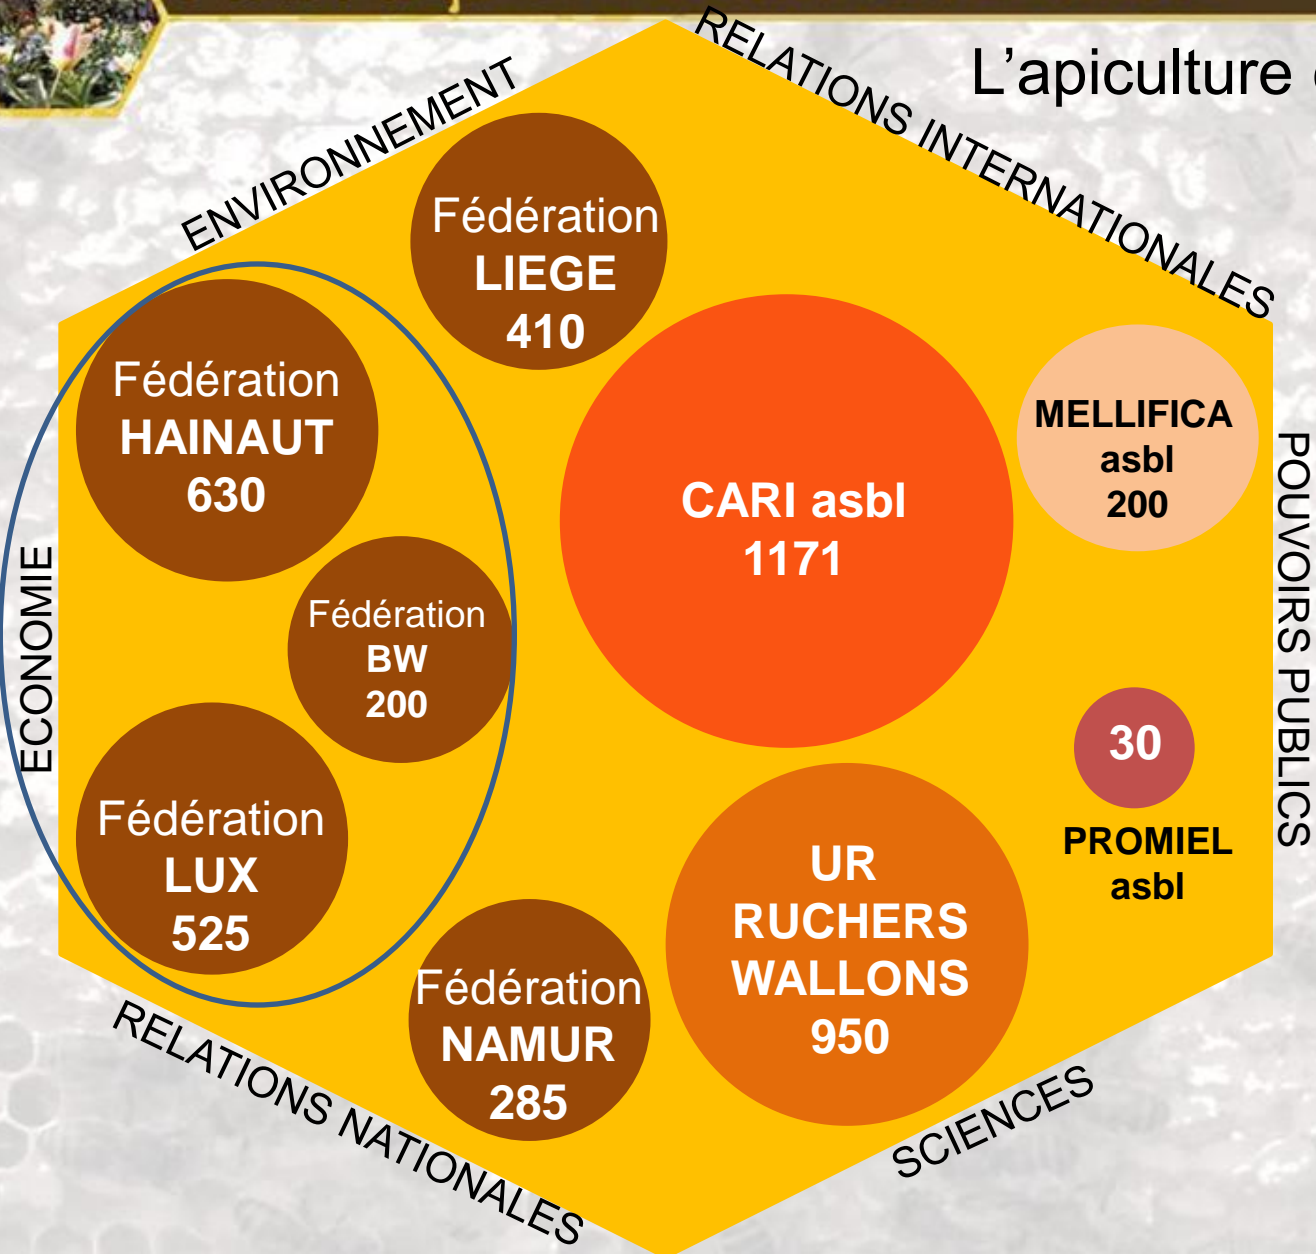 L'apiculture
RELATIONS INTERNATIONALES
ENVIRONNEMENT
Fédération
LIEGE
410
Fédération
HAINAUT
630
MELLIFICA
asbl
200
CARI asbl
1171
POUVOIRS PUBLICS
ECONOMIE
Fédération
BW
200
30
PROMIEL
asbl
Fédération
LUX
525
UR
RUCHERS
WALLONS
950
Fédération
NAMUR
285
RELATIONS NATIONALES
SCIENCES